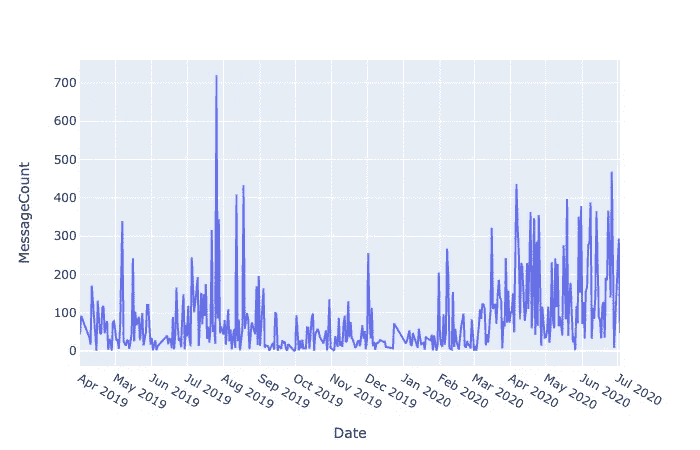 700
600
500
400
300
200
100
0
MessageCount
Apr 2019
May 2019
Jun 2019
Jul 2019
Aug 2019
Sep 2019
Oct 2019
Nov 2019
Dec 2019
Jan 2020
Feb 2020
Mar 2020
Apr 2020
May 2020
Jun 2020
Jul 2020
Date